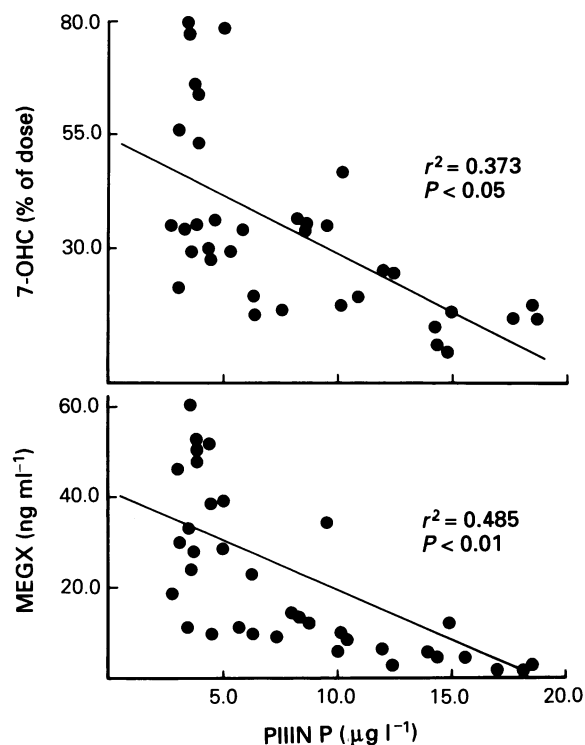 80.0
55.0
30.0
7-OHC (% of dose)
r² = 0.373
P < 0.05
60.0
40.0
20.0
MEGX (ng ml⁻¹)
r² = 0.485
P < 0.01
5.0 10.0 15.0 20.0
PIIIN P (µg l⁻¹)